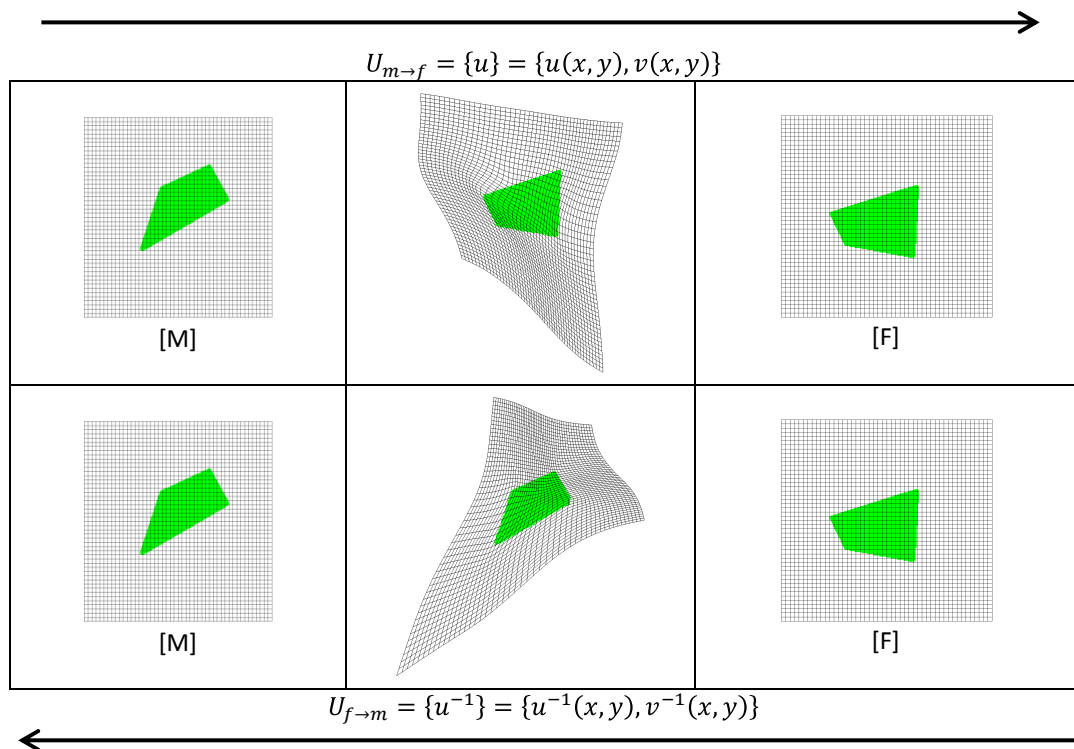 U_{m→f} = {u} = {u(x, y), v(x, y)}
[M]
[F]
[M]
[F]
U_{f→m} = {u^{-1}} = {u^{-1}(x, y), v^{-1}(x, y)}